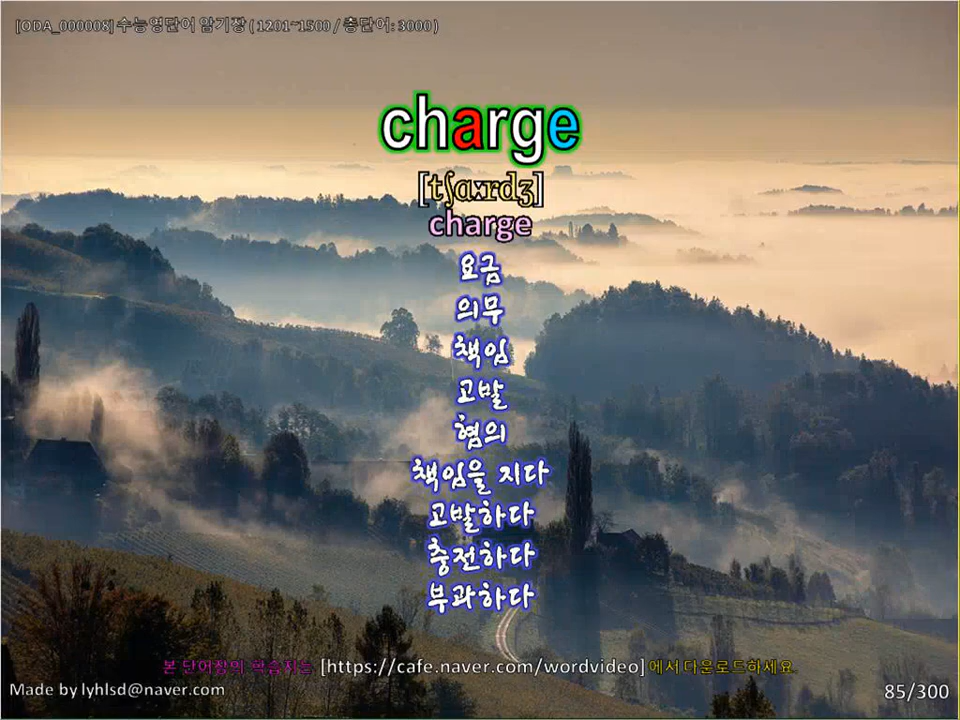 [ODA_000008] 수능영단어 암기장 ( 1201~1500 / 총단어: 3000 )
charge
[tʃɑːrdʒ]
charge
요금
의무
책임
고발
혐의
책임을 지다
고발하다
충전하다
부과하다
본 단어장의 학습지는 [https://cafe.naver.com/wordvideo] 에서 다운로드하세요.
Made by lyhlsd@naver.com
85/300